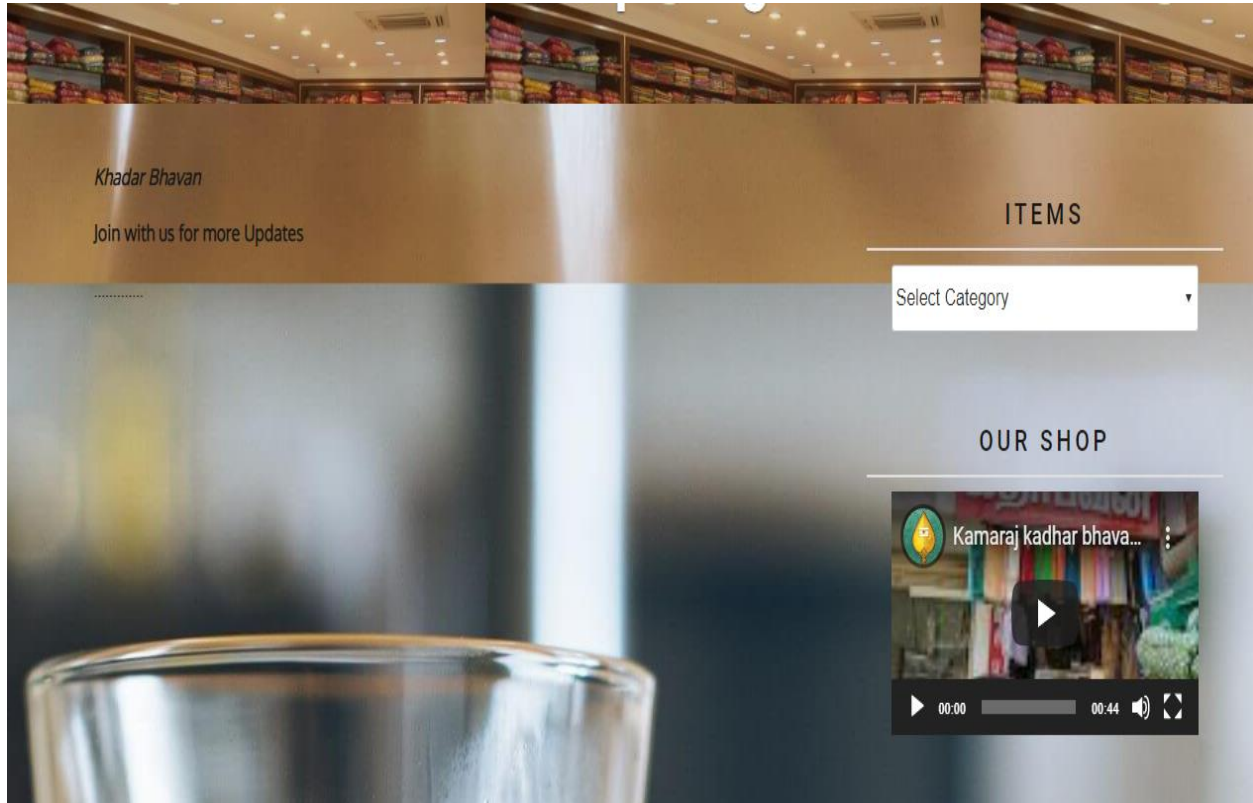 Khadar Bhavan
Join with us for more Updates
.............
ITEMS
Select Category
OUR SHOP
Kamaraj kadhar bhava...
00:00
00:44